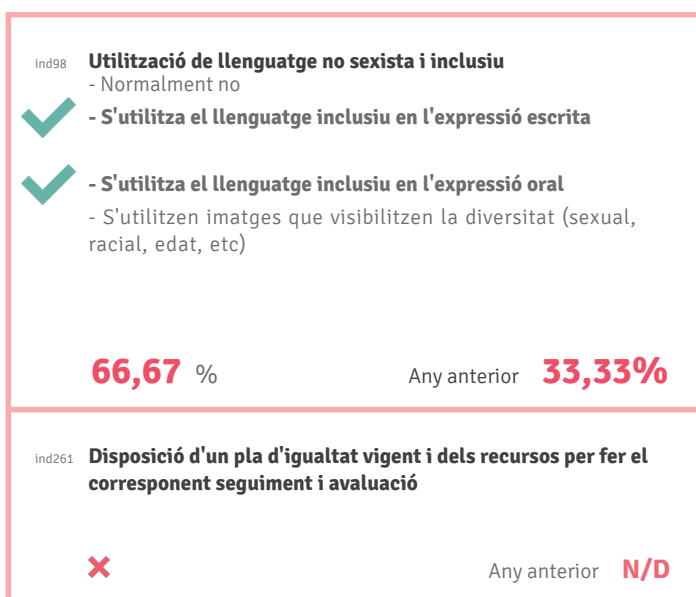 ind98 Utilització de llenguatge no sexista i inclusiu
- Normalment no
- S'utilitza el llenguatge inclusiu en l'expressió escrita
- S'utilitza el llenguatge inclusiu en l'expressió oral
- S'utilitzen imatges que visibilitzen la diversitat (sexual,
racial, edat, etc)
66,67 % Any anterior 33,33%
ind261 Disposició d'un pla d'igualtat vigent i dels recursos per fer el
corresponent seguiment i avaluació
Any anterior N/D